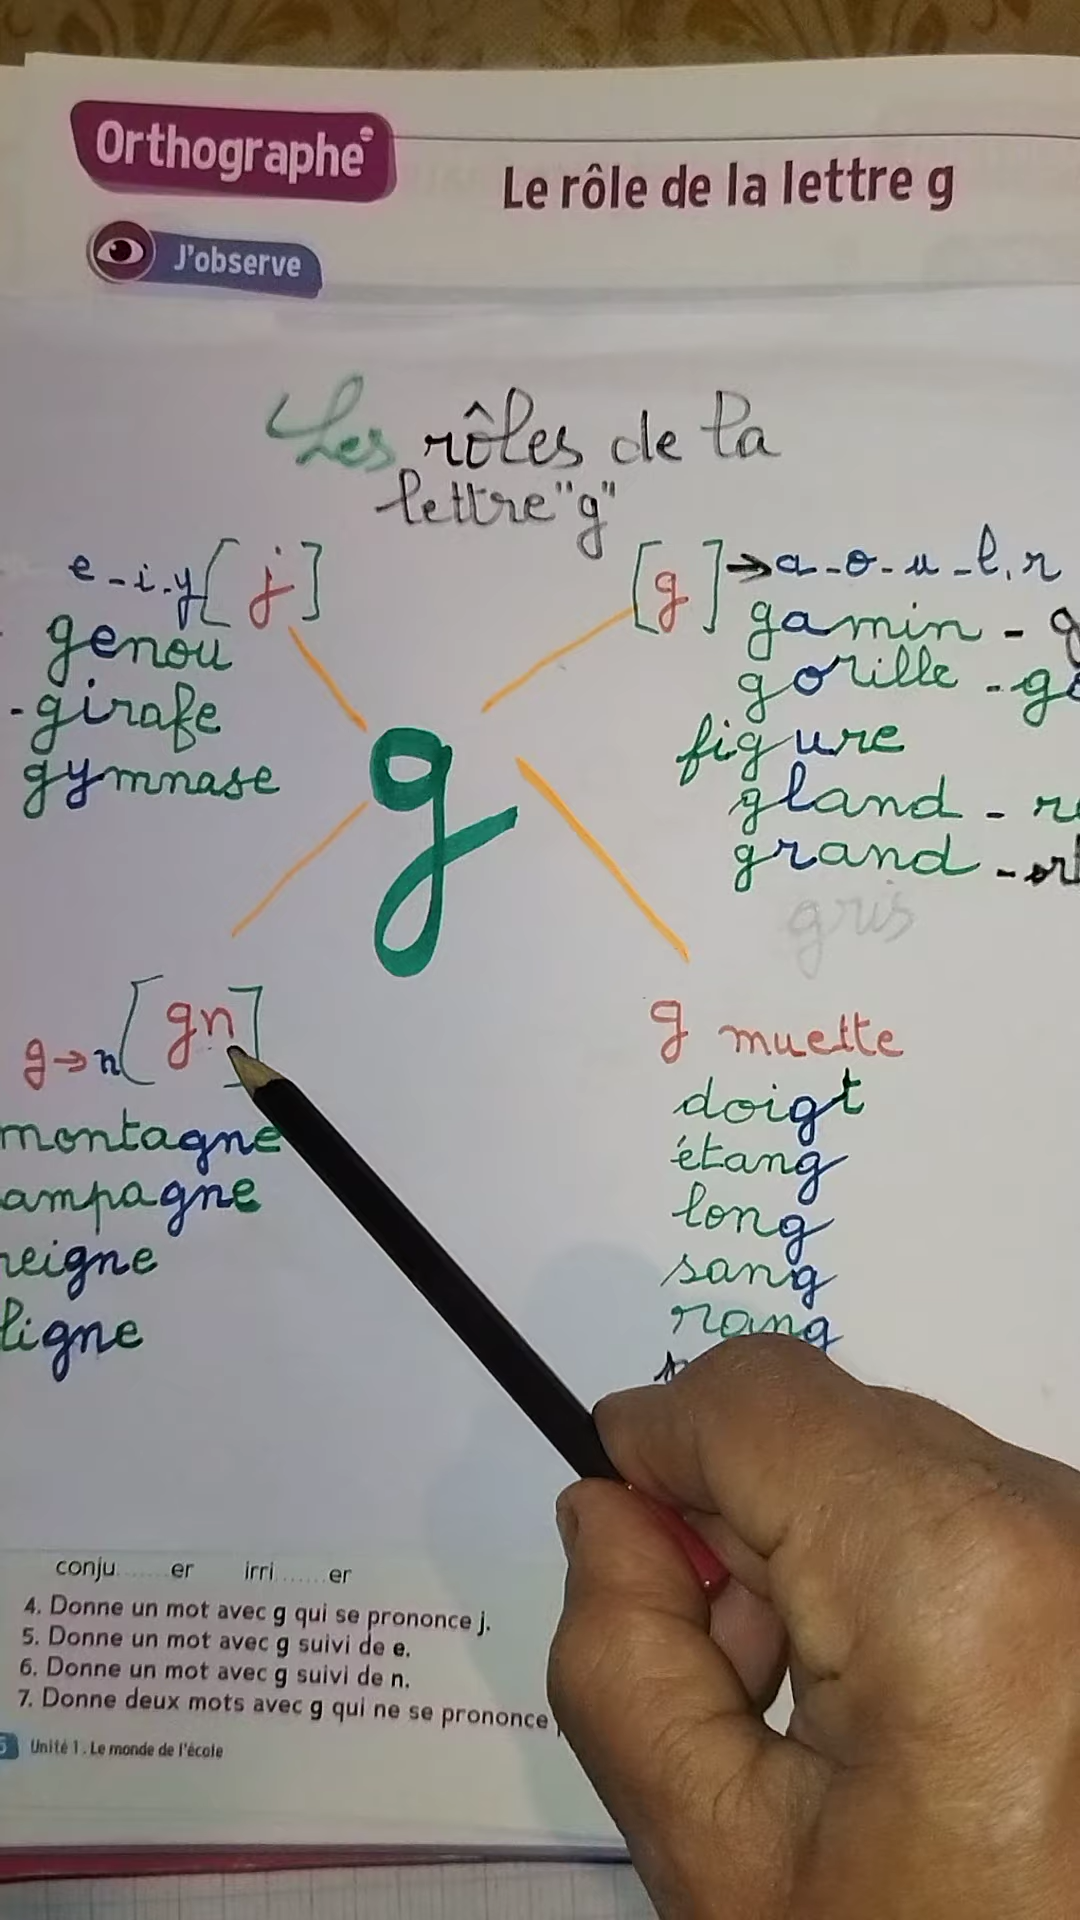 Orthographe
Le rôle de la lettre g
J'observe
Les rôles de la
lettre "g"
e-i-y [j]
genou
-girafe
gymnase
[g] → a-o-u-l,r
gamin -
gorille -
figure
gland -
grand -
gris
g→n [gn]
montagne
ampagne
reigne
ligne
g muette
doigt
étang
long
sang
rang
conju.......er irri.......er
4. Donne un mot avec g qui se prononce j.
5. Donne un mot avec g suivi de e.
6. Donne un mot avec g suivi de n.
7. Donne deux mots avec g qui ne se prononce
Unité 1. Le monde de l'école